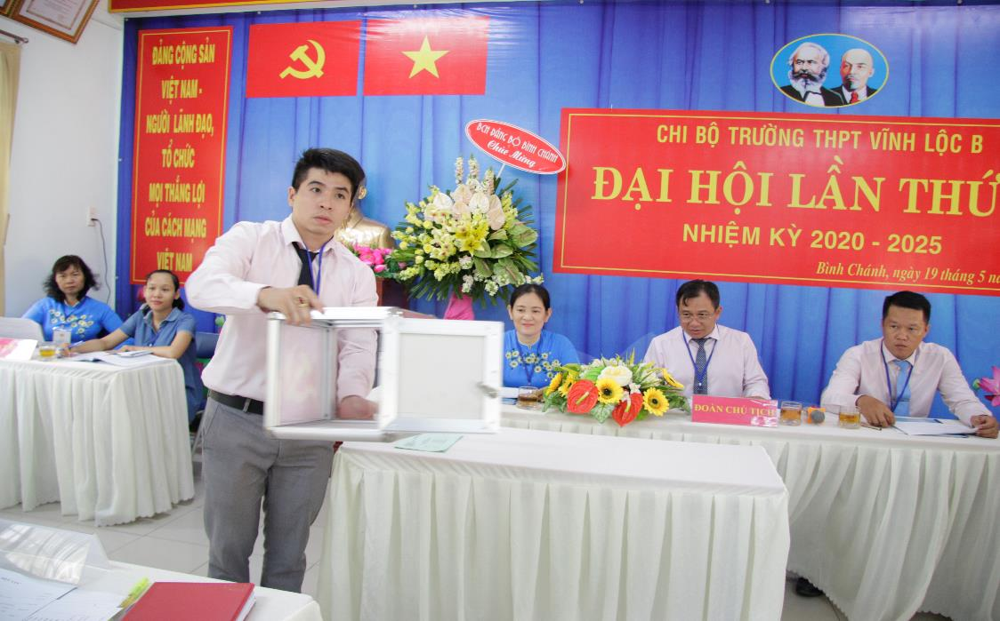 ĐẢNG CỘNG SẢN
VIỆT NAM -
NGƯỜI LÃNH ĐẠO,
TỔ CHỨC
MỌI THẮNG LỢI
CỦA CÁCH MẠNG
VIỆT NAM
BCH ĐẢNG BỘ BÌNH CHÁNH
Chúc Mừng
CHI BỘ TRƯỜNG THPT VĨNH LỘC B
ĐẠI HỘI LẦN THỨ
NHIỆM KỲ 2020 - 2025
Bình Chánh, ngày 19 tháng 5
ĐOÀN CHỦ TỊCH